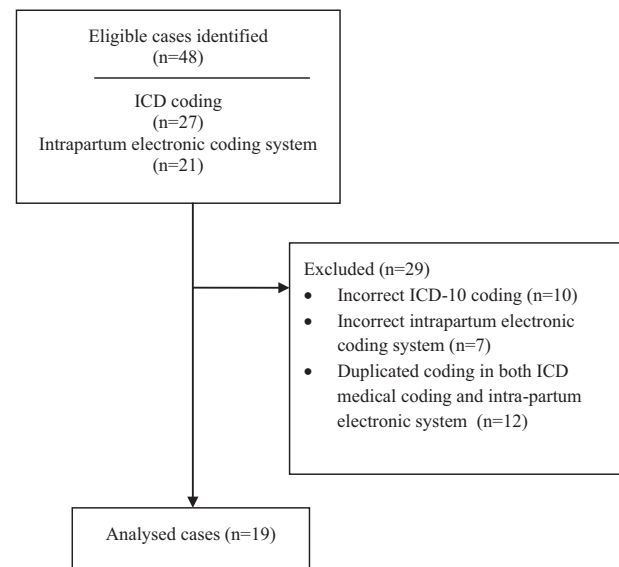 Eligible cases identified
(n=48)
ICD coding
(n=27)
Intrapartum electronic coding system
(n=21)
Excluded (n=29)
• Incorrect ICD-10 coding (n=10)
• Incorrect intrapartum electronic
coding system (n=7)
• Duplicated coding in both ICD
medical coding and intra-partum
electronic system (n=12)
Analysed cases (n=19)